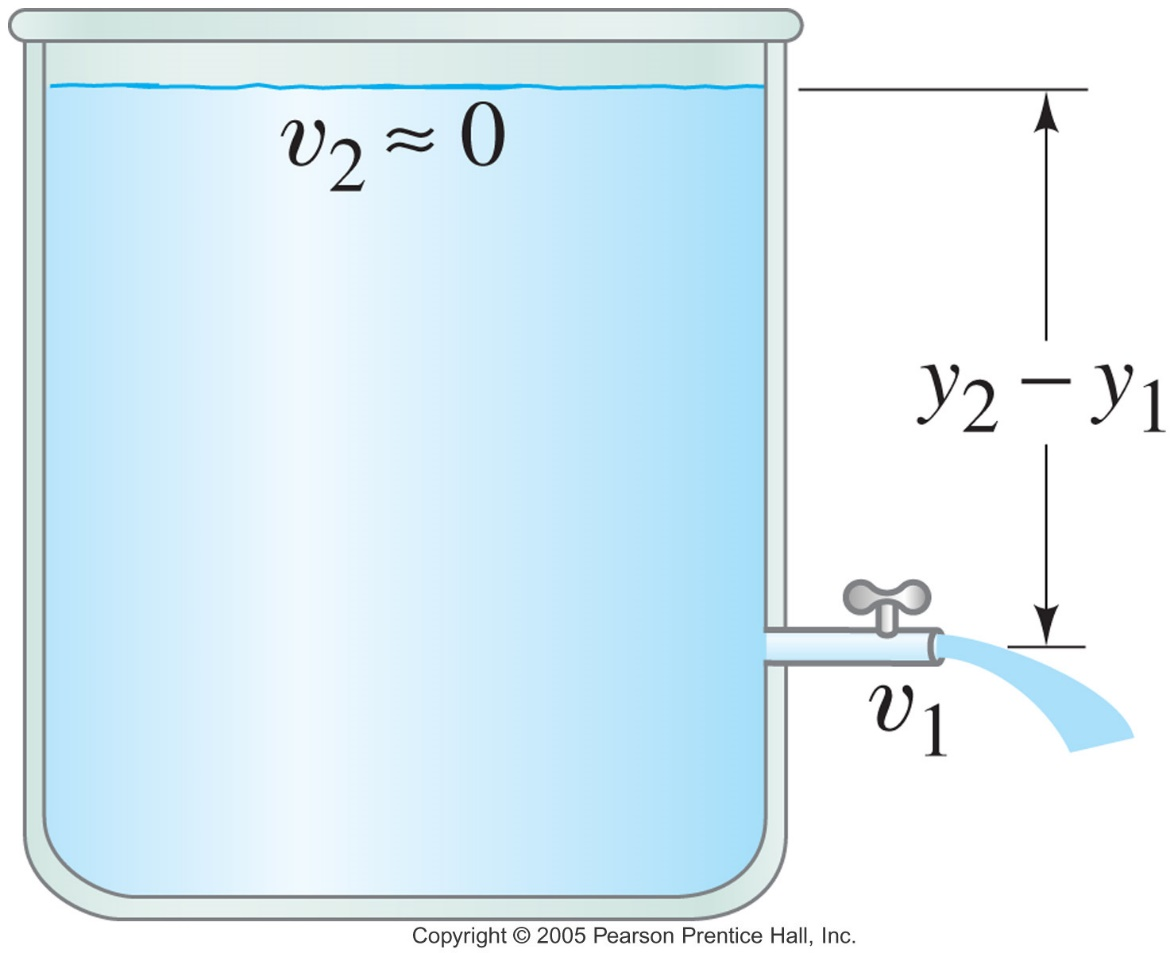 v₂ ≈ 0
y₂ − y₁
v₁
Copyright © 2005 Pearson Prentice Hall, Inc.